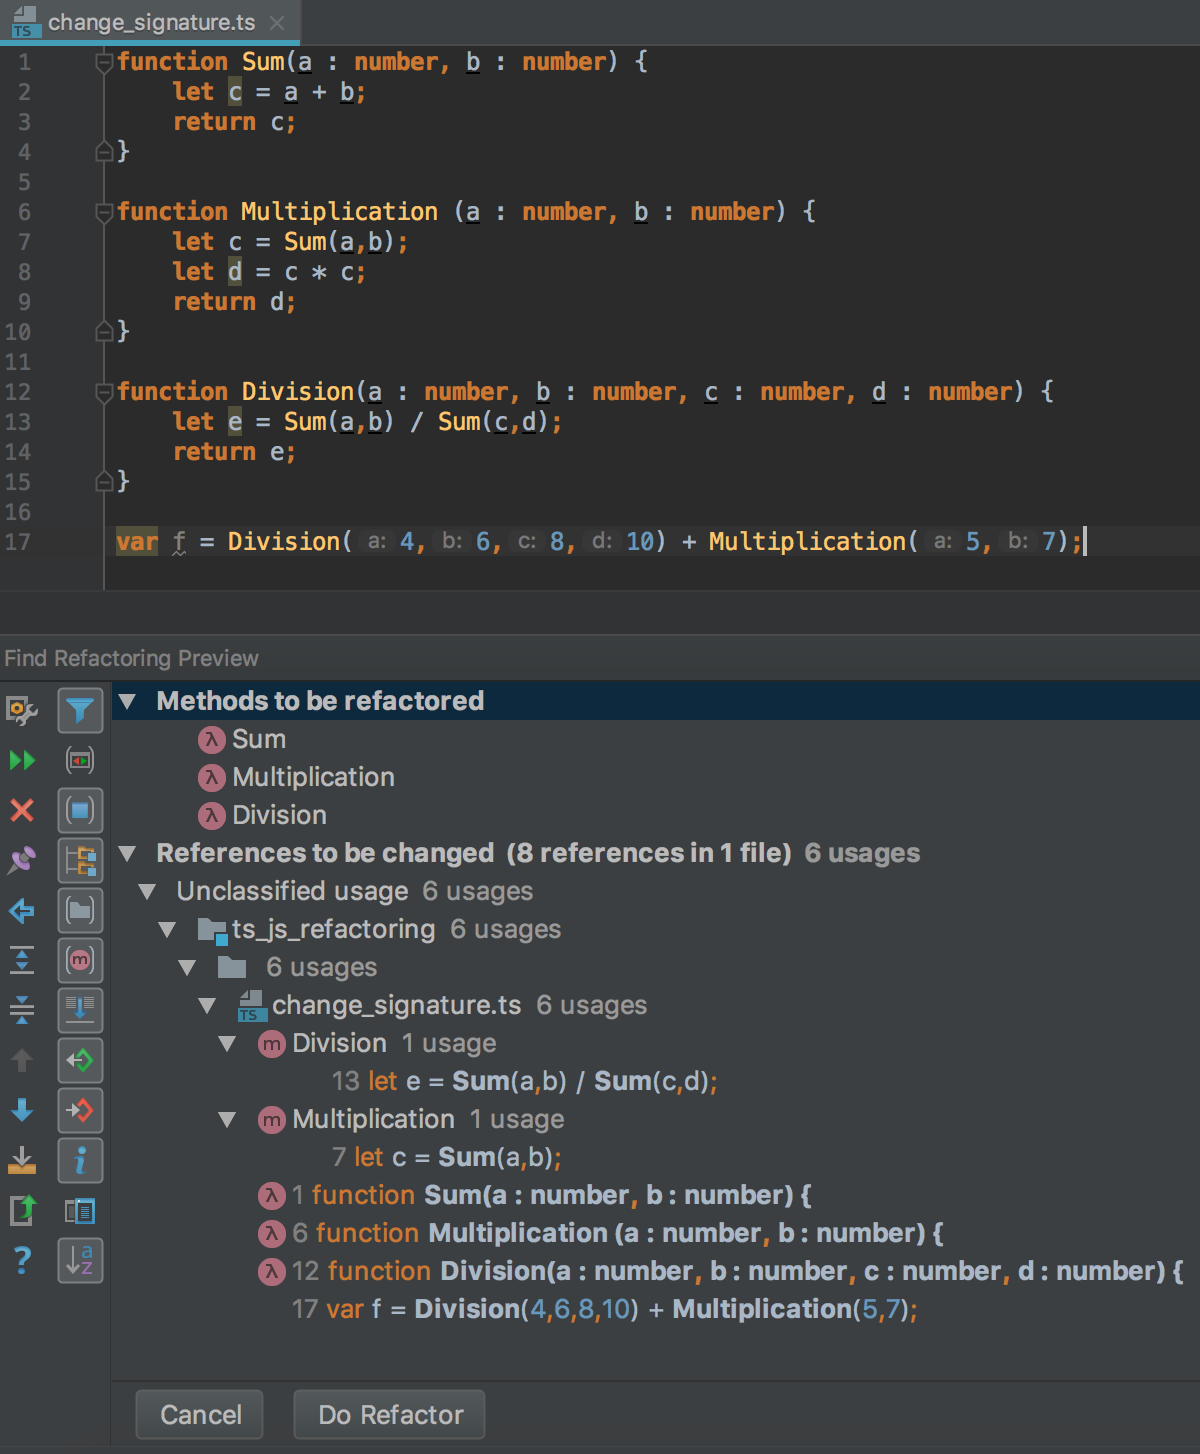 change_signature.ts
1 function Sum(a : number, b : number) {
2 let c = a + b;
3 return c;
4 }
5
6 function Multiplication (a : number, b : number) {
7 let c = Sum(a,b);
8 let d = c * c;
9 return d;
10 }
11
12 function Division(a : number, b : number, c : number, d : number) {
13 let e = Sum(a,b) / Sum(c,d);
14 return e;
15 }
16
17 var f = Division( a: 4, b: 6, c: 8, d: 10) + Multiplication( a: 5, b: 7);
Find Refactoring Preview
Methods to be refactored
λ Sum
λ Multiplication
λ Division
References to be changed (8 references in 1 file) 6 usages
Unclassified usage 6 usages
ts_js_refactoring 6 usages
6 usages
TS change_signature.ts 6 usages
m Division 1 usage
13 let e = Sum(a,b) / Sum(c,d);
m Multiplication 1 usage
7 let c = Sum(a,b);
λ 1 function Sum(a : number, b : number) {
λ 6 function Multiplication (a : number, b : number) {
λ 12 function Division(a : number, b : number, c : number, d : number) {
17 var f = Division(4,6,8,10) + Multiplication(5,7);
Cancel Do Refactor